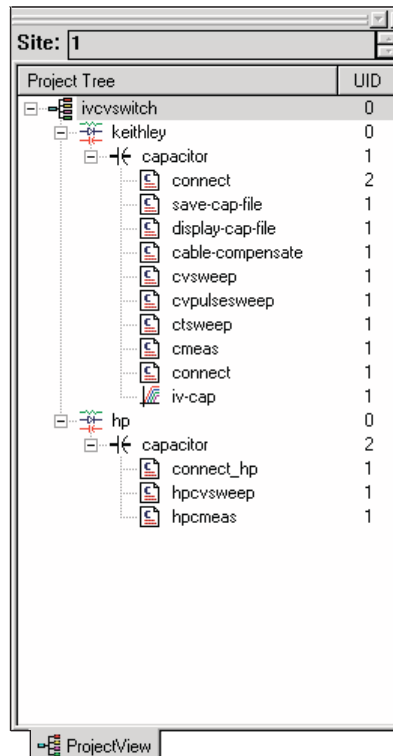 Site: 1
Project Tree UID
ivcvswitch 0
keithley 0
capacitor 1
connect 2
save-cap-file 1
display-cap-file 1
cable-compensate 1
cvsweep 1
cvpulsesweep 1
ctsweep 1
cmeas 1
connect 1
iv-cap 1
hp 0
capacitor 2
connect_hp 1
hpcvsweep 1
hpcmeas 1
ProjectView